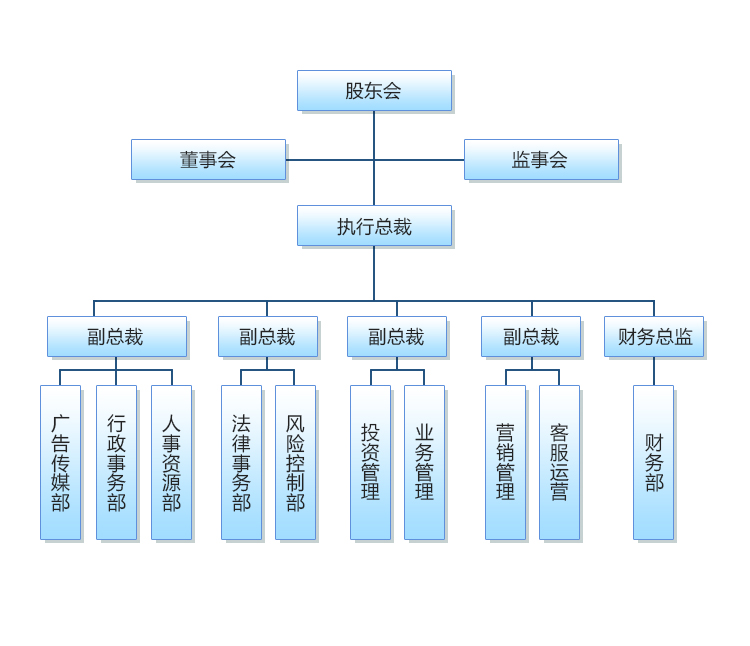 股东会
董事会
监事会
执行总裁
副总裁
副总裁
副总裁
副总裁
财务总监
广告传媒部
行政事务部
人事资源部
法律事务部
风险控制部
投资管理
业务管理
营销管理
客服运营
财务部